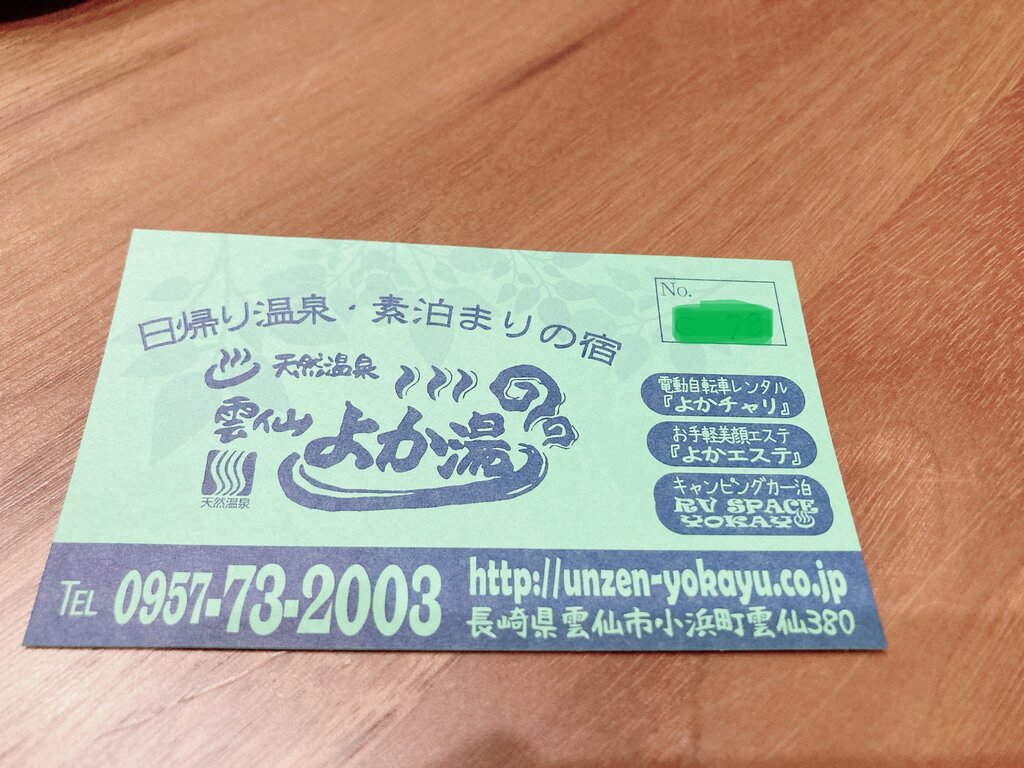 日帰り温泉・素泊まりの宿
No.
天然温泉
雲仙 よか湯
天然温泉
電動自転車レンタル
『よかチャリ』
お手軽美顔エステ
『よかエステ』
キャンピングカー泊
RV SPACE
YOKAYU
TEL 0957-73-2003
http://unzen-yokayu.co.jp
長崎県雲仙市小浜町雲仙380